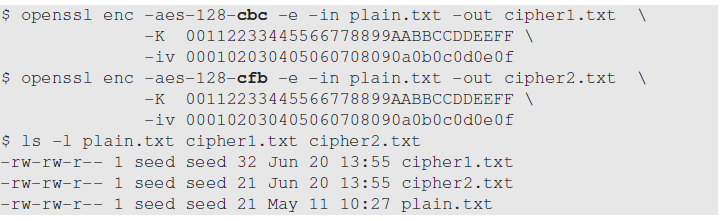 $ openssl enc -aes-128-cbc -e -in plain.txt -out cipher1.txt \
-K 00112233445566778899AABBCCDDEEFF \
-iv 000102030405060708090a0b0c0d0e0f
$ openssl enc -aes-128-cfb -e -in plain.txt -out cipher2.txt \
-K 00112233445566778899AABBCCDDEEFF \
-iv 000102030405060708090a0b0c0d0e0f
$ ls -l plain.txt cipher1.txt cipher2.txt
-rw-rw-r-- 1 seed seed 32 Jun 20 13:55 cipher1.txt
-rw-rw-r-- 1 seed seed 21 Jun 20 13:55 cipher2.txt
-rw-rw-r-- 1 seed seed 21 May 11 10:27 plain.txt